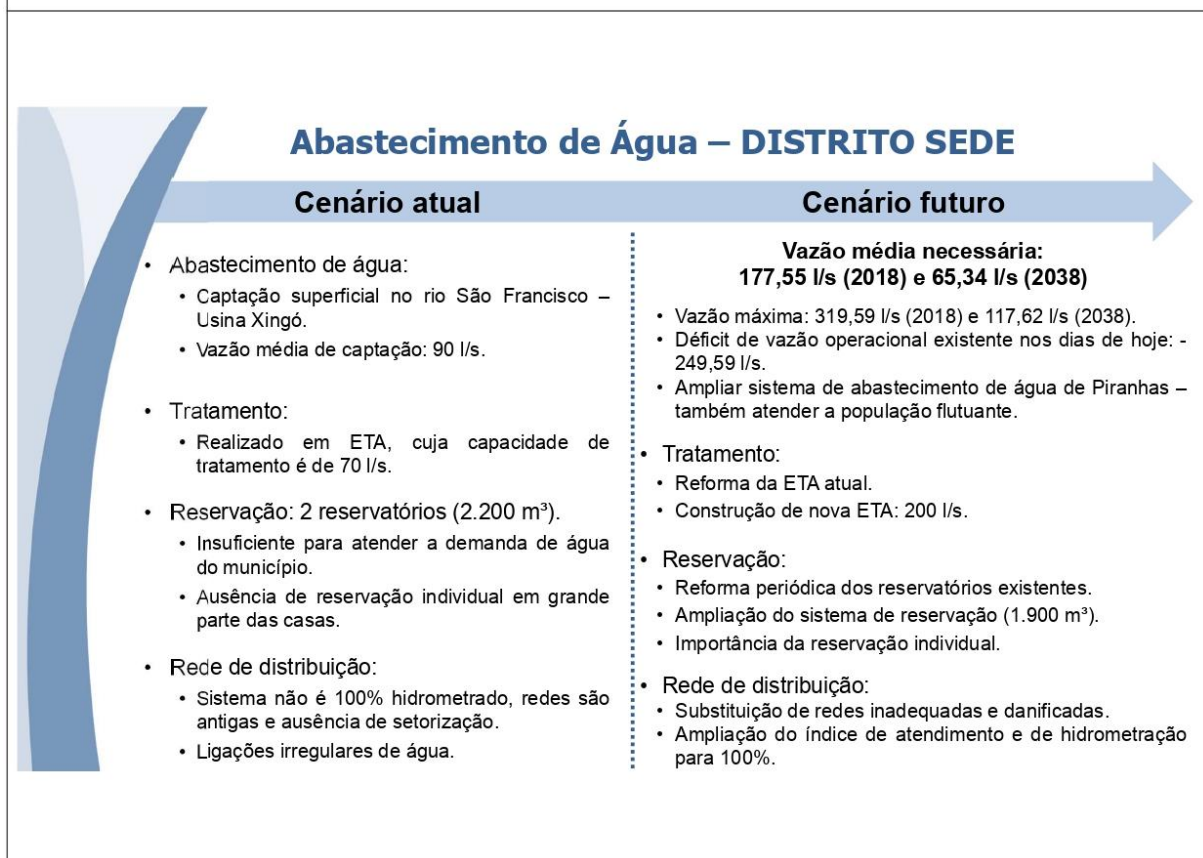 Abastecimento de Água – DISTRITO SEDE
Cenário atual
• Abastecimento de água:
• Captação superficial no rio São Francisco –
Usina Xingó.
• Vazão média de captação: 90 l/s.
• Tratamento:
• Realizado em ETA, cuja capacidade de
tratamento é de 70 l/s.
• Reservação: 2 reservatórios (2.200 m³).
• Insuficiente para atender a demanda de água
do município.
• Ausência de reservação individual em grande
parte das casas.
• Rede de distribuição:
• Sistema não é 100% hidrometrado, redes são
antigas e ausência de setorização.
• Ligações irregulares de água.
Cenário futuro
Vazão média necessária:
177,55 l/s (2018) e 65,34 l/s (2038)
• Vazão máxima: 319,59 l/s (2018) e 117,62 l/s (2038).
• Déficit de vazão operacional existente nos dias de hoje: -
249,59 l/s.
• Ampliar sistema de abastecimento de água de Piranhas –
também atender a população flutuante.
• Tratamento:
• Reforma da ETA atual.
• Construção de nova ETA: 200 l/s.
• Reservação:
• Reforma periódica dos reservatórios existentes.
• Ampliação do sistema de reservação (1.900 m³).
• Importância da reservação individual.
• Rede de distribuição:
• Substituição de redes inadequadas e danificadas.
• Ampliação do índice de atendimento e de hidrometração
para 100%.